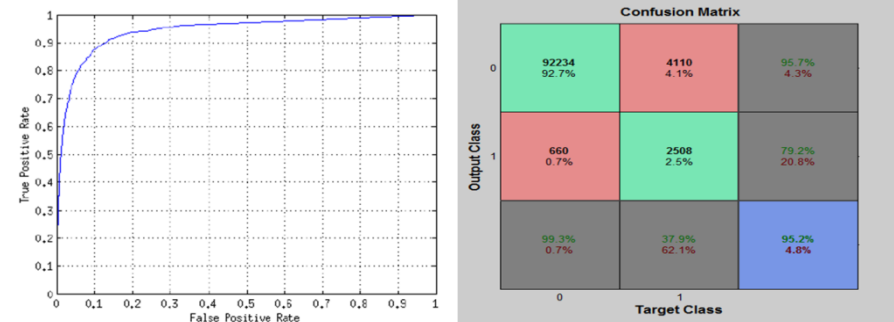 1
0.9
0.8
0.7
0.6
0.5
0.4
0.3
0.2
0.1
0
0 0.1 0.2 0.3 0.4 0.5 0.6 0.7 0.8 0.9 1
True Positive Rate
False Positive Rate
Confusion Matrix
Output Class
0
92234 4110 95.7%
92.7% 4.1% 4.3%
1
660 2508 79.2%
0.7% 2.5% 20.8%
99.3% 37.9% 95.2%
0.7% 62.1% 4.8%
0 1
Target Class